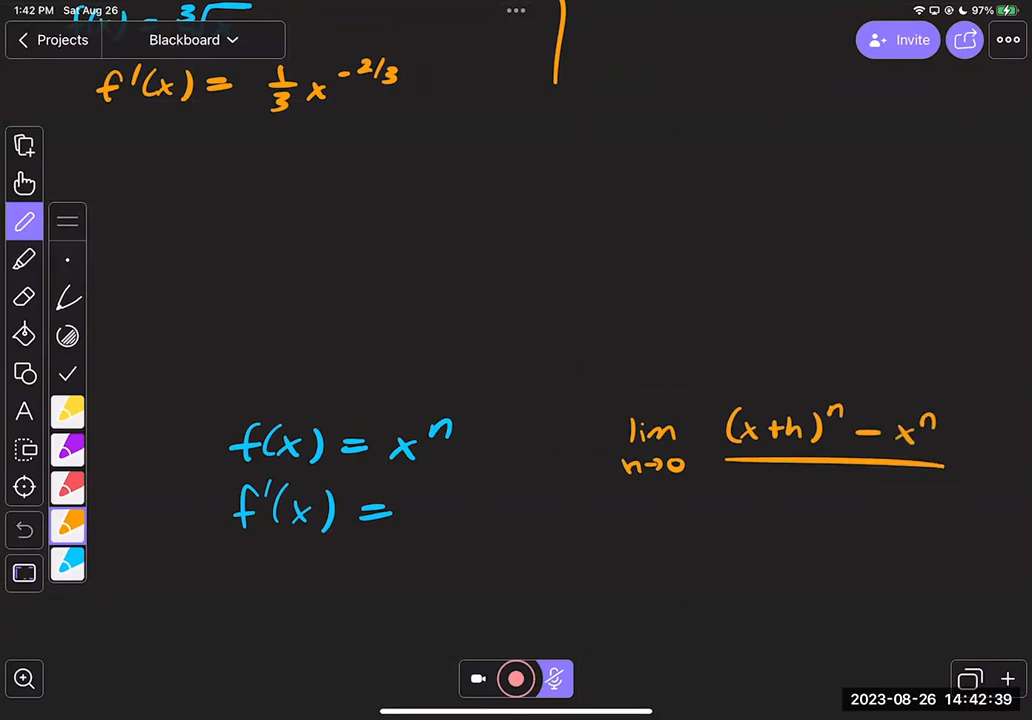 1:42 PM Sat Aug 26
97%
Projects
Blackboard
Invite
f'(x) = 1/3 x^-2/3
f(x) = x^n
f'(x) =
lim h→0 (x+h)^n - x^n
A
2023-08-26 14:42:39